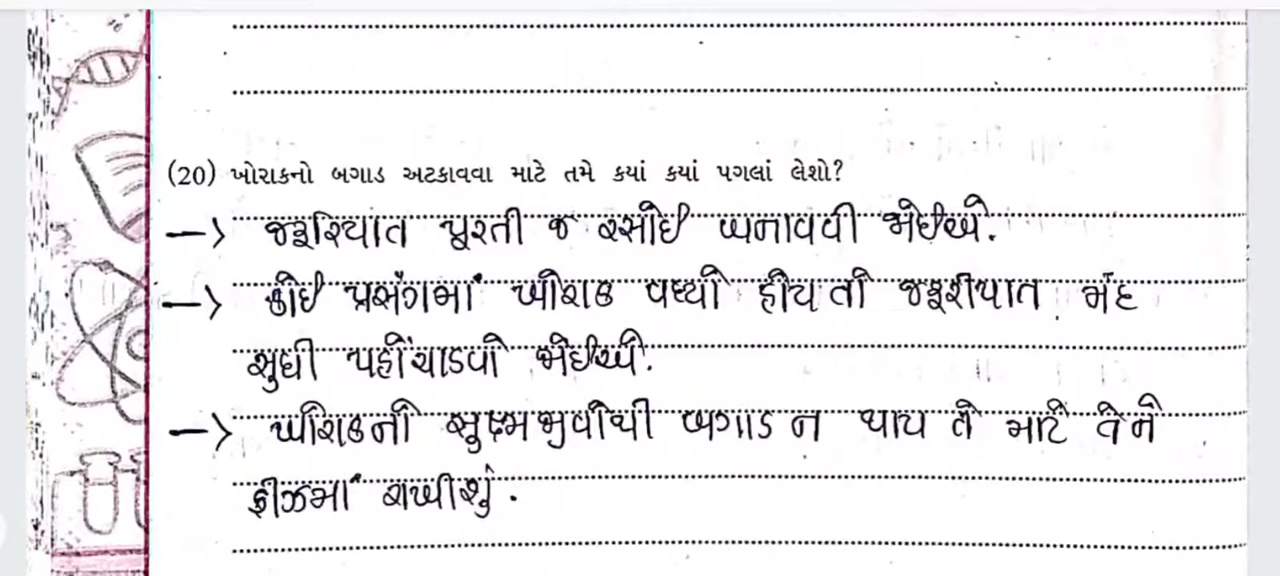 (20) ખોરાકનો બગાડ અટકાવવા માટે તમે કયાં કયાં પગલાં લેશો?
→ જરૂરિયાત પૂરતી જ રસોઈ બનાવવી જોઈએ.
→ કોઈ પ્રસંગમાં ખોરાક વધ્યો હોય તો જરૂરીયાત મંદ
સુધી પહોંચાડવો જોઈએ.
→ ખોરાકનો સુક્ષ્મજીવોથી બગાડ ન થાય તે માટે તેને
ફ્રીઝમાં રાખીશું.